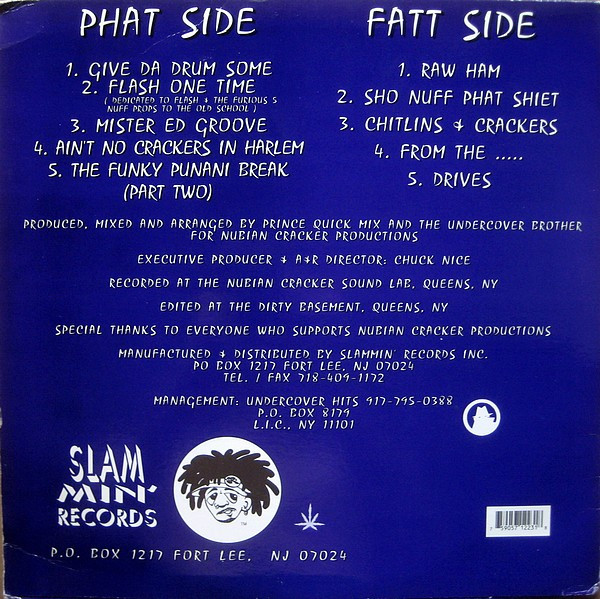 PHAT SIDE
1. GIVE DA DRUM SOME
2. FLASH ONE TIME
( DEDICATED TO FLASH & THE FURIOUS 5
NUFF PROPS TO THE OLD SCHOOL )
3. MISTER ED GROOVE
4. AIN'T NO CRACKERS IN HARLEM
5. THE FUNKY PUNANI BREAK
(PART TWO)
FATT SIDE
1. RAW HAM
2. SHO NUFF PHAT SHIET
3. CHITLINS & CRACKERS
4. FROM THE .....
5. DRIVES
PRODUCED, MIXED AND ARRANGED BY PRINCE QUICK MIX AND THE UNDERCOVER BROTHER
FOR NUBIAN CRACKER PRODUCTIONS
EXECUTIVE PRODUCER & A&R DIRECTOR: CHUCK NICE
RECORDED AT THE NUBIAN CRACKER SOUND LAB, QUEENS, NY
EDITED AT THE DIRTY BASEMENT, QUEENS, NY
SPECIAL THANKS TO EVERYONE WHO SUPPORTS NUBIAN CRACKER PRODUCTIONS
MANUFACTURED & DISTRIBUTED BY SLAMMIN' RECORDS INC.
PO BOX 1217 FORT LEE, NJ 07024
TEL. / FAX 718-409-1172
MANAGEMENT: UNDERCOVER HITS 917-795-0388
P.O. BOX 8179
L.I.C., NY 11101
SLAM
MIN'
RECORDS
TM
P.O. BOX 1217 FORT LEE, NJ 07024